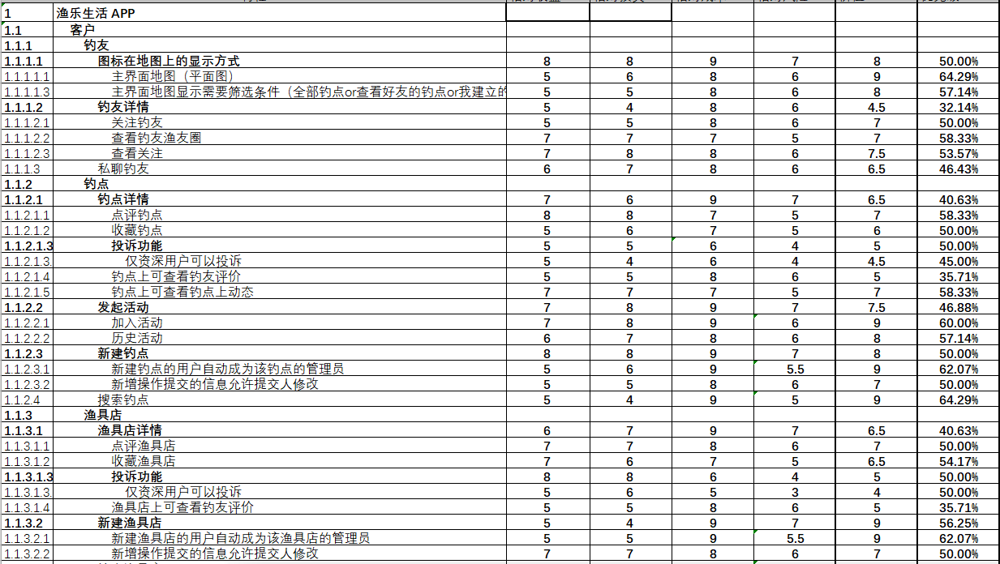 1 渔乐生活 APP
1.1 客户
1.1.1 钓友
1.1.1.1 图标在地图上的显示方式 8 8 9 7 8 50.00%
1.1.1.1.1 主界面地图（平面图） 5 6 8 6 9 64.29%
1.1.1.1.3 主界面地图显示需要筛选条件（全部钓点or查看好友的钓点or我建立的 5 5 8 6 8 57.14%
1.1.1.2 钓友详情 5 4 8 6 4.5 32.14%
1.1.1.2.1 关注钓友 5 5 8 6 7 50.00%
1.1.1.2.2 查看钓友渔友圈 7 7 7 5 7 58.33%
1.1.1.2.3 查看关注 7 8 8 6 7.5 53.57%
1.1.1.3 私聊钓友 6 7 8 6 6.5 46.43%
1.1.2 钓点
1.1.2.1 钓点详情 7 6 9 7 6.5 40.63%
1.1.2.1.1 点评钓点 8 8 7 5 7 58.33%
1.1.2.1.2 收藏钓点 5 6 7 5 6 50.00%
1.1.2.1.3 投诉功能 5 5 6 4 5 50.00%
1.1.2.1.3. 仅资深用户可以投诉 5 4 6 4 4.5 45.00%
1.1.2.1.4 钓点上可查看钓友评价 5 5 8 6 5 35.71%
1.1.2.1.5 钓点上可查看钓点上动态 7 7 7 5 7 58.33%
1.1.2.2 发起活动 7 8 9 7 7.5 46.88%
1.1.2.2.1 加入活动 7 8 9 6 9 60.00%
1.1.2.2.2 历史活动 6 7 8 6 8 57.14%
1.1.2.3 新建钓点 8 8 9 7 8 50.00%
1.1.2.3.1 新建钓点的用户自动成为该钓点的管理员 5 6 9 5.5 9 62.07%
1.1.2.3.2 新增操作提交的信息允许提交人修改 5 5 8 6 7 50.00%
1.1.2.4 搜索钓点 5 4 9 5 9 64.29%
1.1.3 渔具店
1.1.3.1 渔具店详情 6 7 9 7 6.5 40.63%
1.1.3.1.1 点评渔具店 7 7 8 6 7 50.00%
1.1.3.1.2 收藏渔具店 7 6 7 5 6.5 54.17%
1.1.3.1.3 投诉功能 8 8 6 4 5 50.00%
1.1.3.1.3. 仅资深用户可以投诉 5 6 5 3 4 50.00%
1.1.3.1.4 渔具店上可查看钓友评价 5 5 8 6 5 35.71%
1.1.3.2 新建渔具店 5 4 9 7 9 56.25%
1.1.3.2.1 新建渔具店的用户自动成为该渔具店的管理员 5 5 9 5.5 9 62.07%
1.1.3.2.2 新增操作提交的信息允许提交人修改 7 7 8 6 7 50.00%